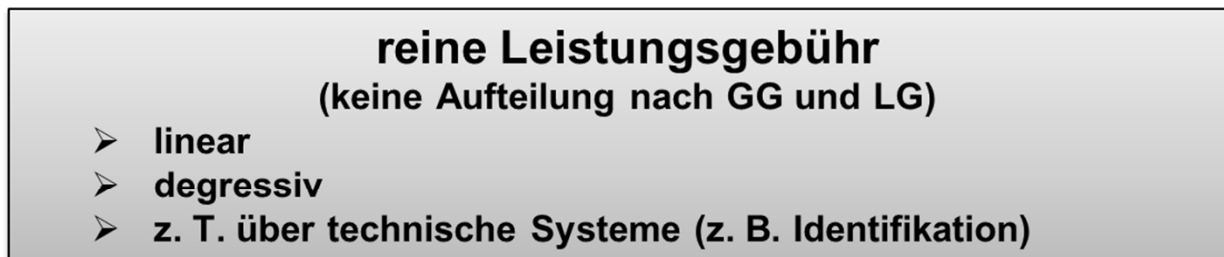 reine Leistungsgebühr
(keine Aufteilung nach GG und LG)
➢ linear
➢ degressiv
➢ z. T. über technische Systeme (z. B. Identifikation)